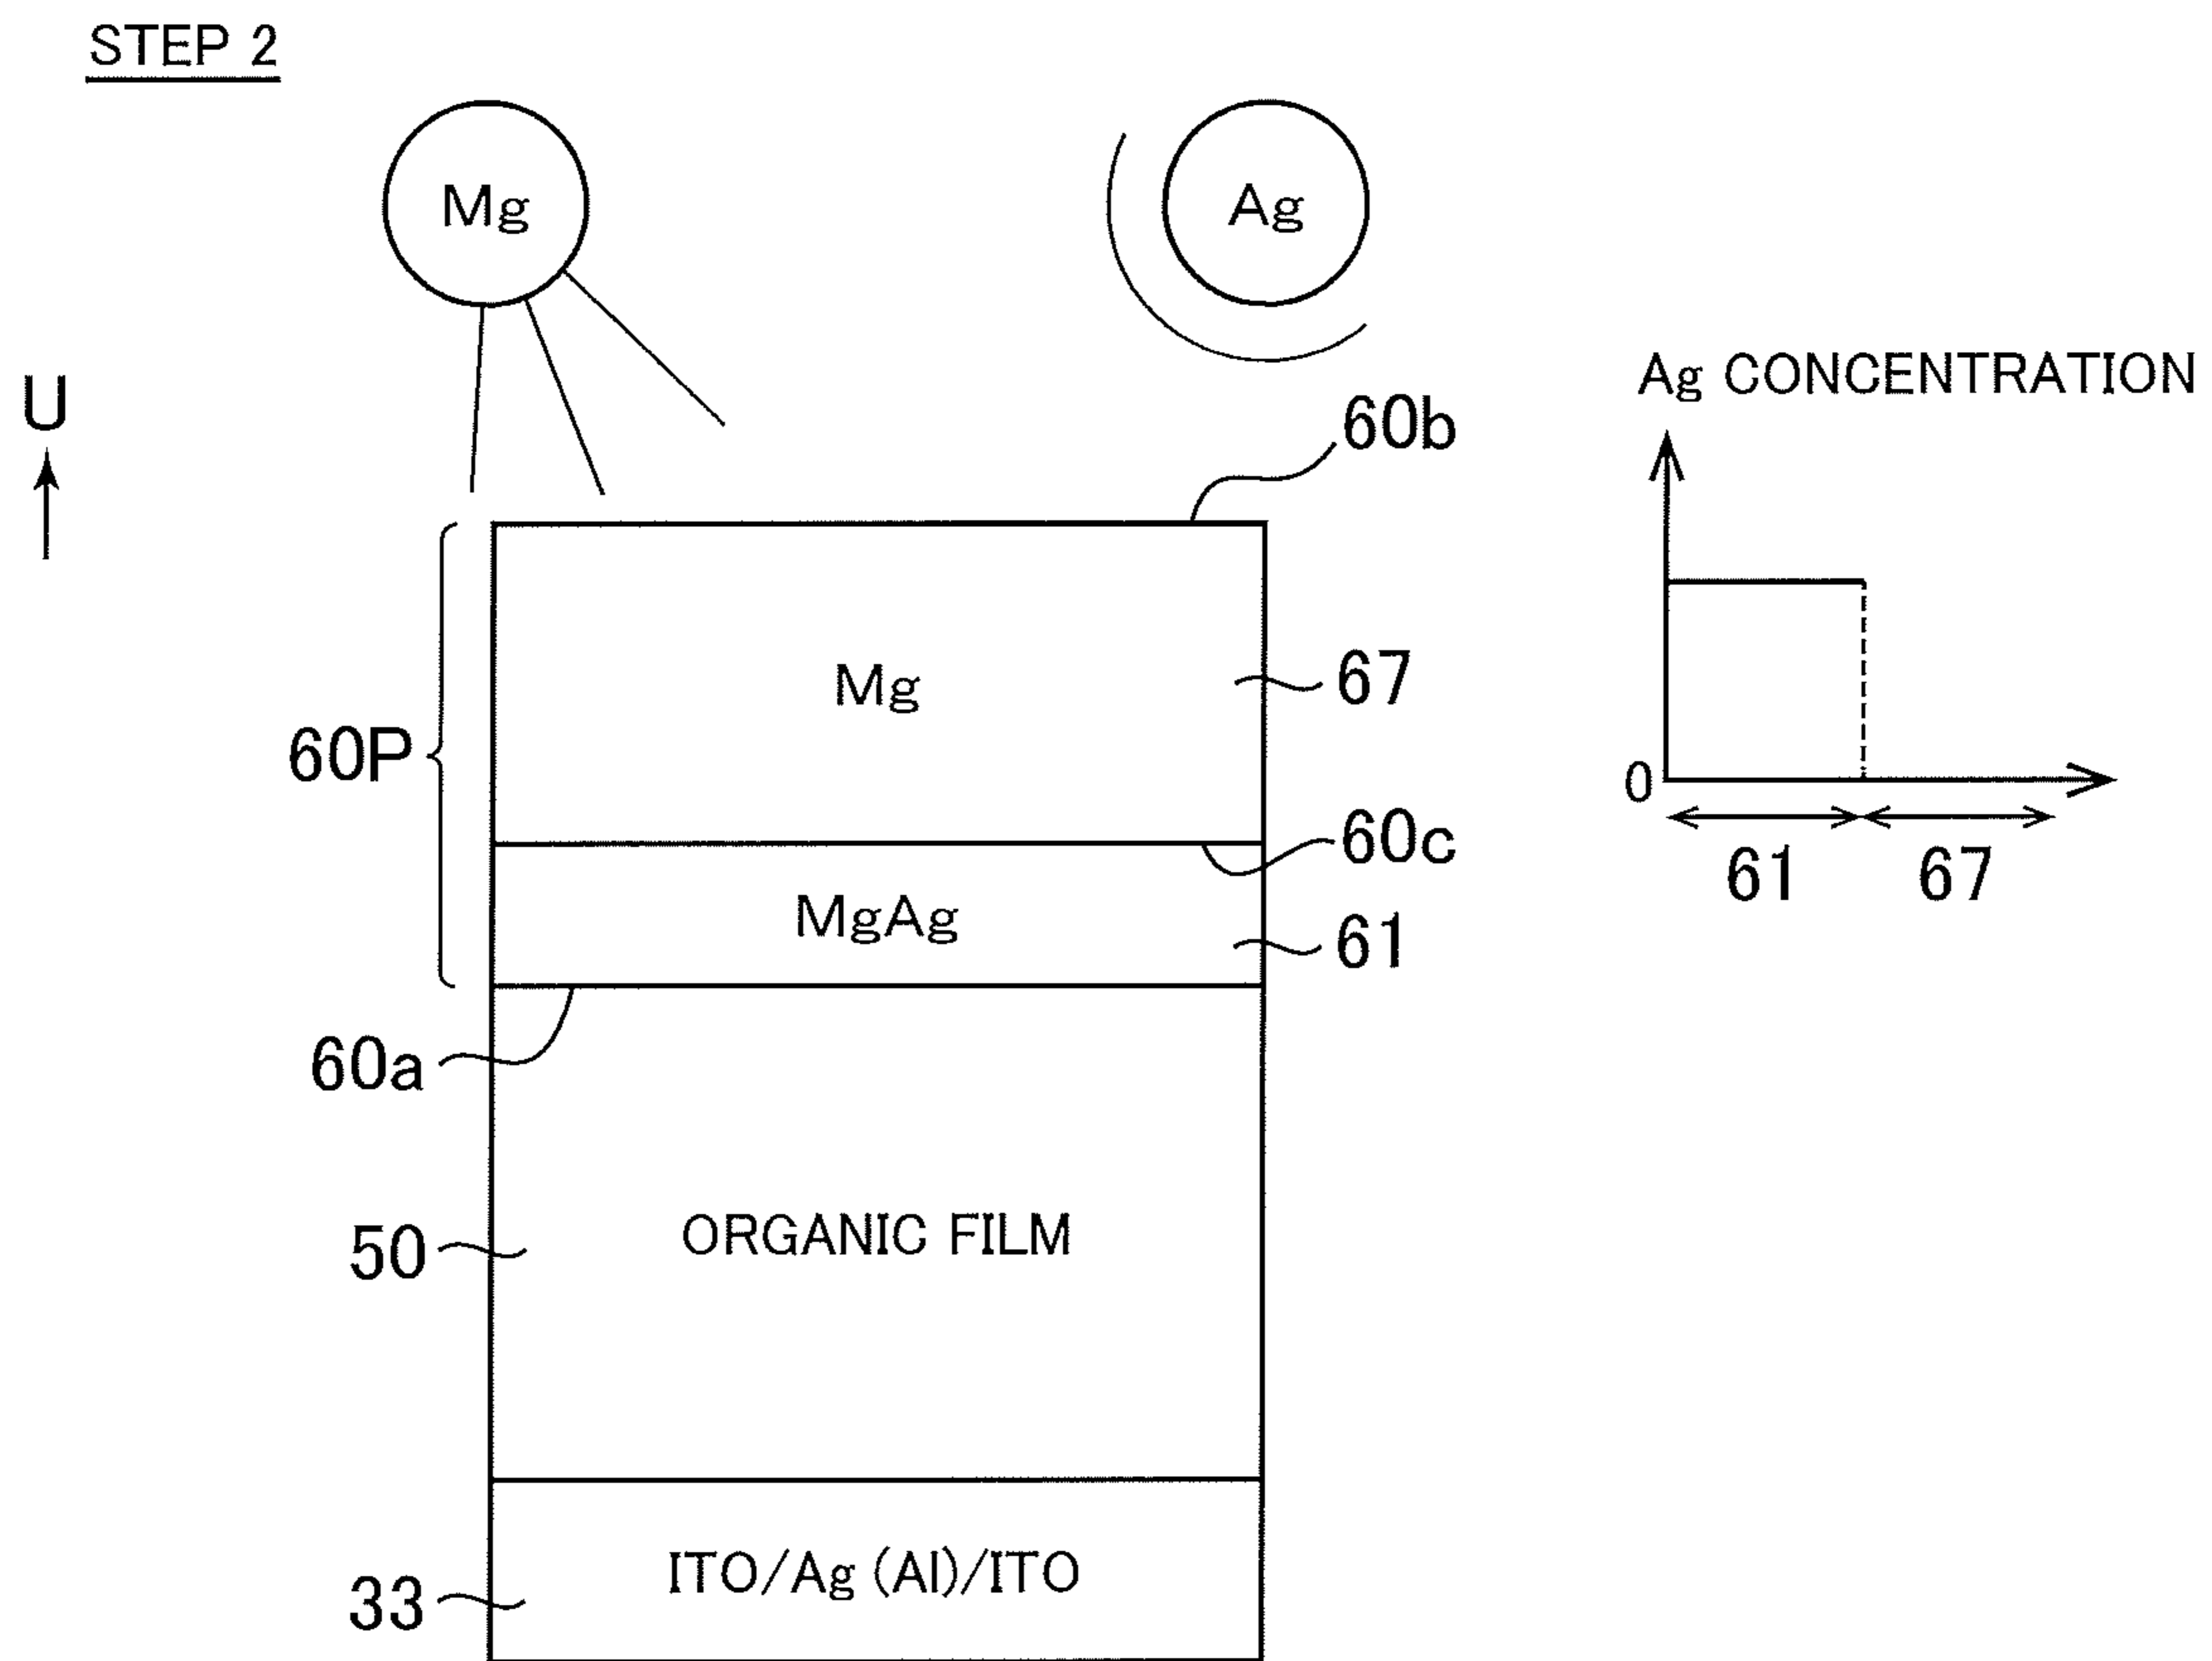 STEP 2
Mg
Ag
U
Ag CONCENTRATION
60b
Mg
67
60P
0
60c
61 67
MgAg
61
60a
50
ORGANIC FILM
33
ITO/Ag (Al)/ITO